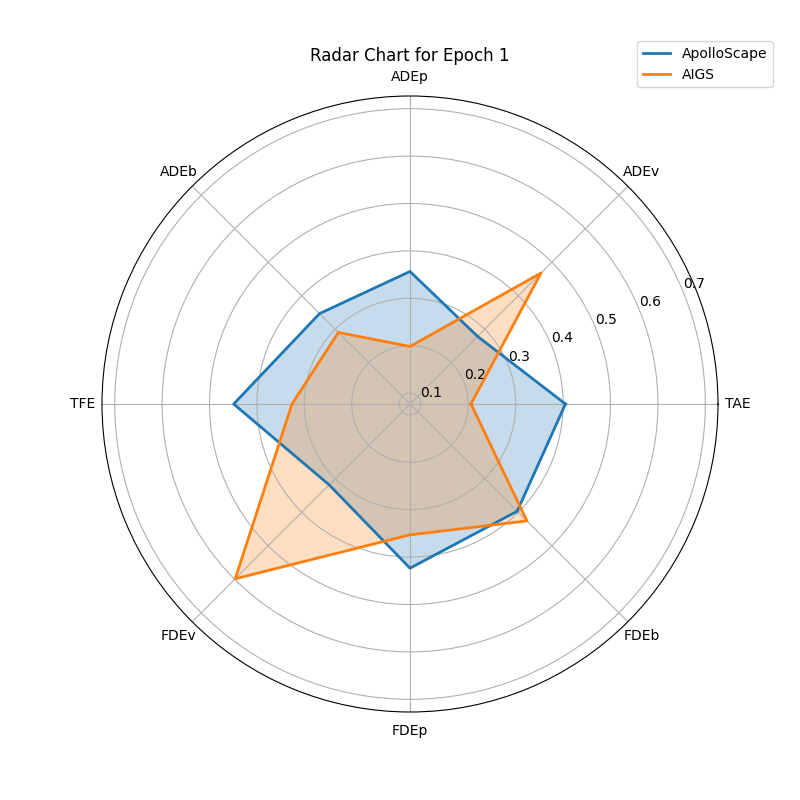 Radar Chart for Epoch 1
ApolloScape
AIGS
ADEp
ADEb
ADEv
0.7
0.6
0.5
0.4
0.3
0.2
0.1
TFE
TAE
FDEv
FDEb
FDEp